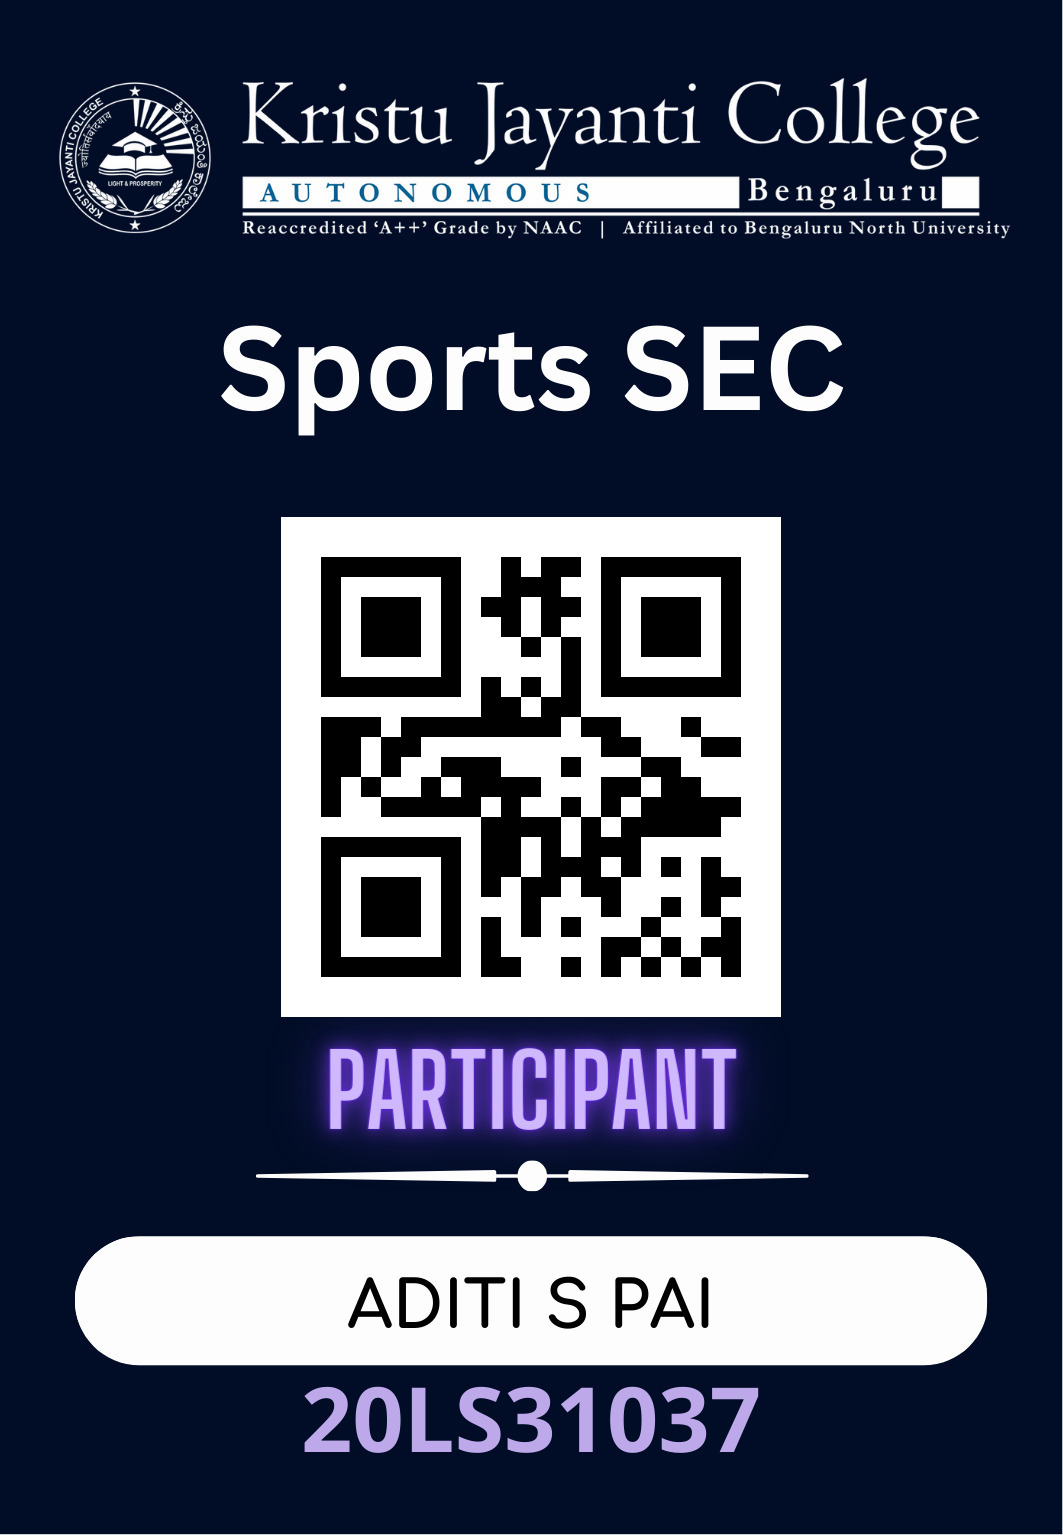 KRISTU JAYANTI COLLEGE
ಕ್ರಿಸ್ತು ಜಯಂತಿ ಕಾಲೇಜು
LIGHT & PROSPERITY
Kristu Jayanti College
AUTONOMOUS Bengaluru
Reaccredited ‘A++’ Grade by NAAC | Affiliated to Bengaluru North University
Sports SEC
PARTICIPANT
ADITI S PAI
20LS31037